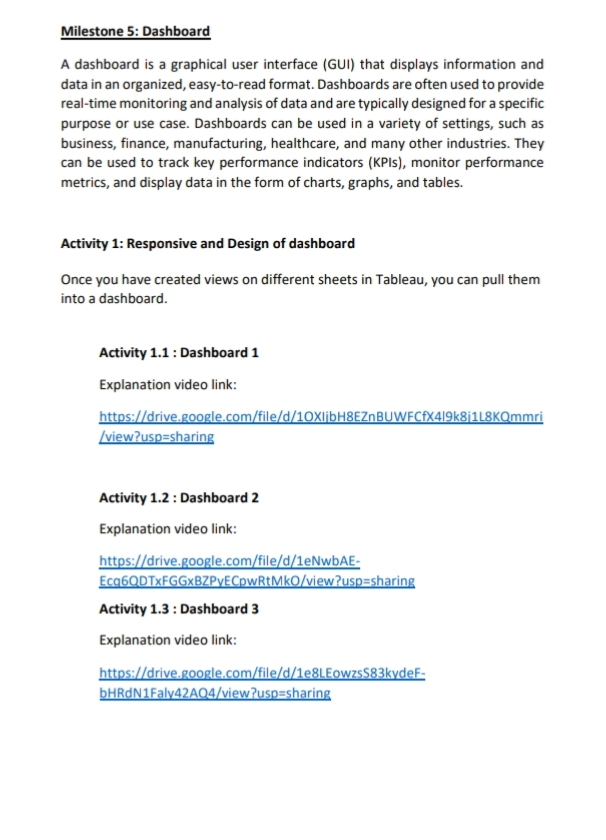 Milestone 5: Dashboard
A dashboard is a graphical user interface (GUI) that displays information and
data in an organized, easy-to-read format. Dashboards are often used to provide
real-time monitoring and analysis of data and are typically designed for a specific
purpose or use case. Dashboards can be used in a variety of settings, such as
business, finance, manufacturing, healthcare, and many other industries. They
can be used to track key performance indicators (KPIs), monitor performance
metrics, and display data in the form of charts, graphs, and tables.
Activity 1: Responsive and Design of dashboard
Once you have created views on different sheets in Tableau, you can pull them
into a dashboard.
Activity 1.1 : Dashboard 1
Explanation video link:
https://drive.google.com/file/d/1OXIjbH8EZnBUWFCfX4l9k8j1L8KQmmri
/view?usp=sharing
Activity 1.2 : Dashboard 2
Explanation video link:
https://drive.google.com/file/d/1eNwbAE-
Ecq6QDTxFGGxBZPyECpwRtMkO/view?usp=sharing
Activity 1.3 : Dashboard 3
Explanation video link:
https://drive.google.com/file/d/1e8LEowzsS83kydeF-
bHRdN1Faly42AQ4/view?usp=sharing